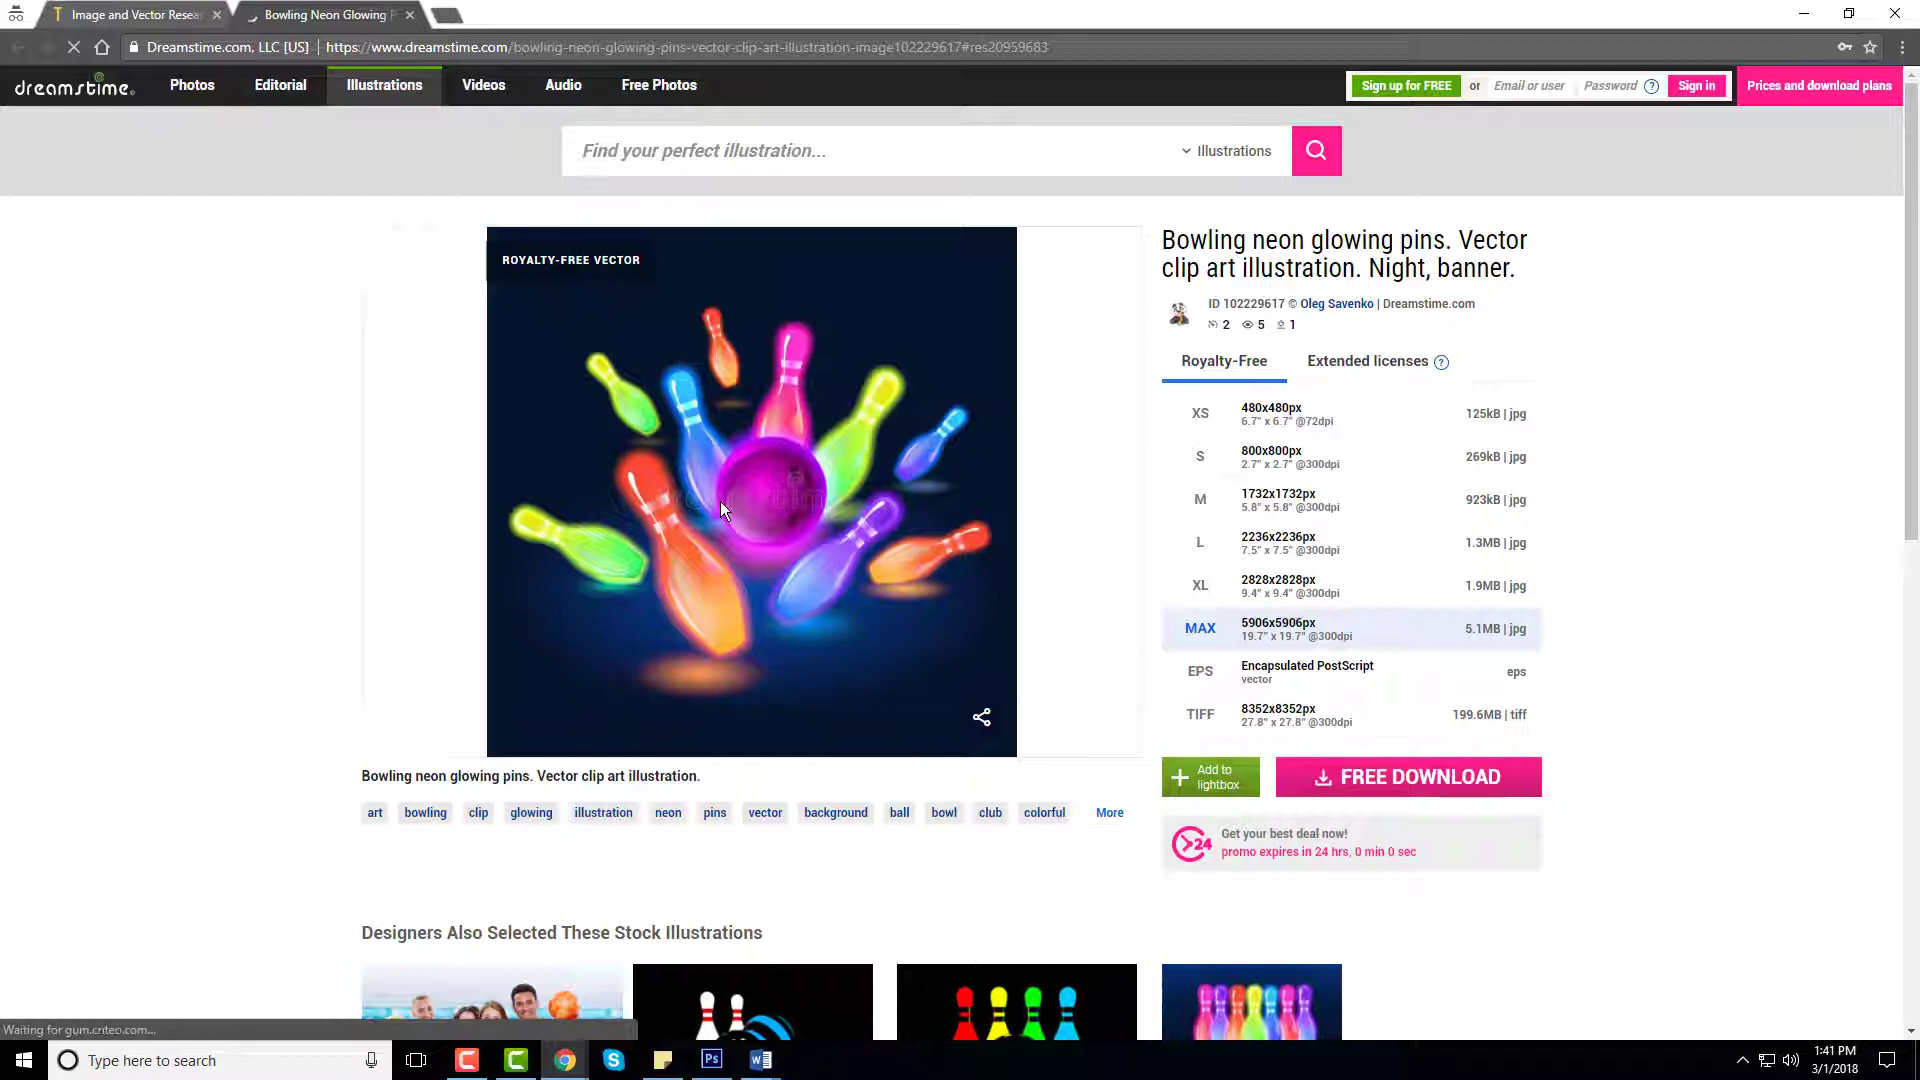 Image and Vector Resea
Bowling Neon Glowing P
Dreamstime.com, LLC [US]
https://www.dreamstime.com/bowling-neon-glowing-pins-vector-clip-art-illustration-image102229617#res20959683
dreamstime.
Photos
Editorial
Illustrations
Videos
Audio
Free Photos
Sign up for FREE or Email or user Password ? Sign in
Prices and download plans
Find your perfect illustration...
Illustrations
ROYALTY-FREE VECTOR
Bowling neon glowing pins. Vector
clip art illustration. Night, banner.
ID 102229617 © Oleg Savenko | Dreamstime.com
2 5 1
Royalty-Free Extended licenses ?
XS 480x480px 125kB | jpg
6.7" x 6.7" @72dpi
S 800x800px 269kB | jpg
2.7" x 2.7" @300dpi
M 1732x1732px 923kB | jpg
5.8" x 5.8" @300dpi
L 2236x2236px 1.3MB | jpg
7.5" x 7.5" @300dpi
XL 2828x2828px 1.9MB | jpg
9.4" x 9.4" @300dpi
MAX 5906x5906px 5.1MB | jpg
19.7" x 19.7" @300dpi
EPS Encapsulated PostScript eps
vector
TIFF 8352x8352px 199.6MB | tiff
27.8" x 27.8" @300dpi
Add to
lightbox
FREE DOWNLOAD
24
Get your best deal now!
promo expires in 24 hrs, 0 min 0 sec
Bowling neon glowing pins. Vector clip art illustration.
art bowling clip glowing illustration neon pins vector background ball bowl club colorful More
Designers Also Selected These Stock Illustrations
Waiting for gum.criteo.com...
Type here to search
Ps
1:41 PM
3/1/2018